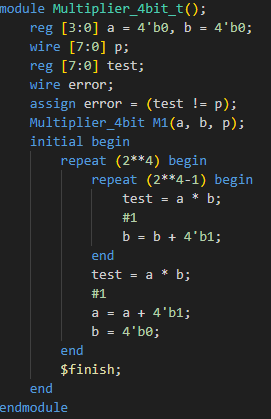 module Multiplier_4bit_t();
    reg [3:0] a = 4'b0, b = 4'b0;
    wire [7:0] p;
    reg [7:0] test;
    wire error;
    assign error = (test != p);
    Multiplier_4bit M1(a, b, p);
    initial begin
        repeat (2**4) begin
            repeat (2**4-1) begin
                test = a * b;
                #1
                b = b + 4'b1;
            end
            test = a * b;
            #1
            a = a + 4'b1;
            b = 4'b0;
        end
        $finish;
    end
endmodule